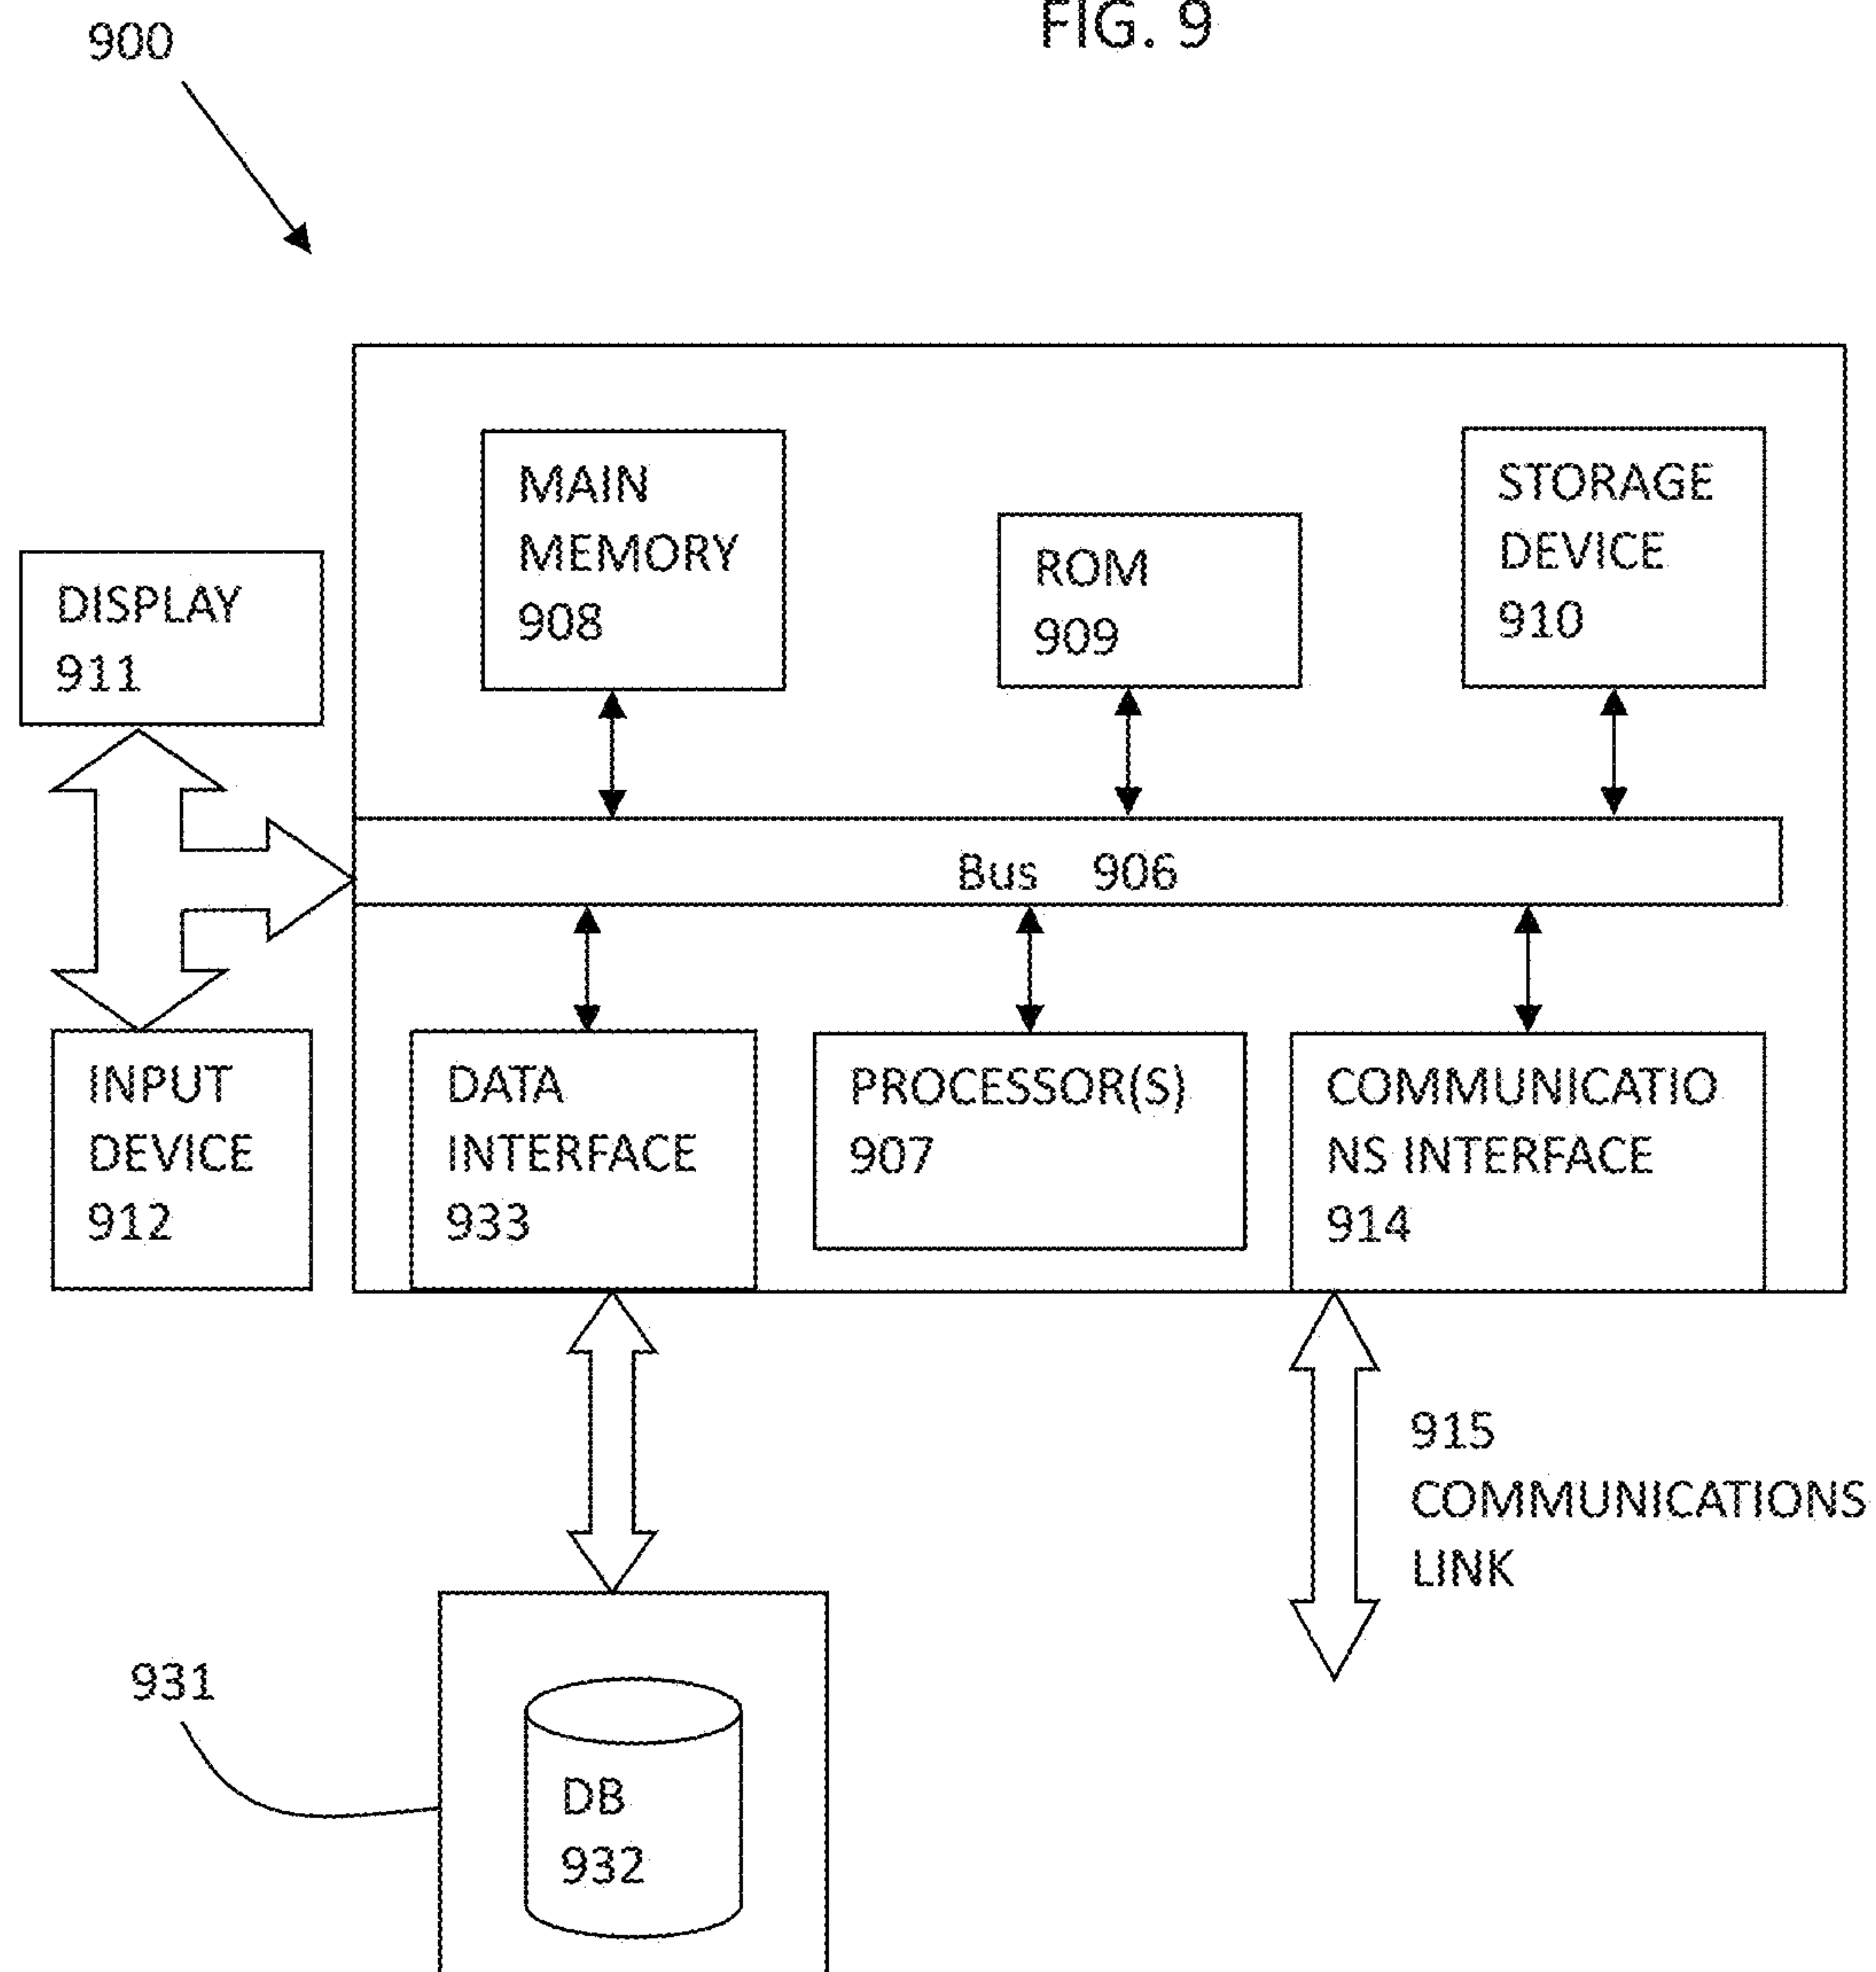 FIG. 9
900
MAIN
MEMORY
908
ROM
909
STORAGE
DEVICE
910
DISPLAY
911
Bus 906
INPUT
DEVICE
912
DATA
INTERFACE
933
PROCESSOR(S)
907
COMMUNICATIO
NS INTERFACE
914
915
COMMUNICATIONS
LINK
931
DB
932